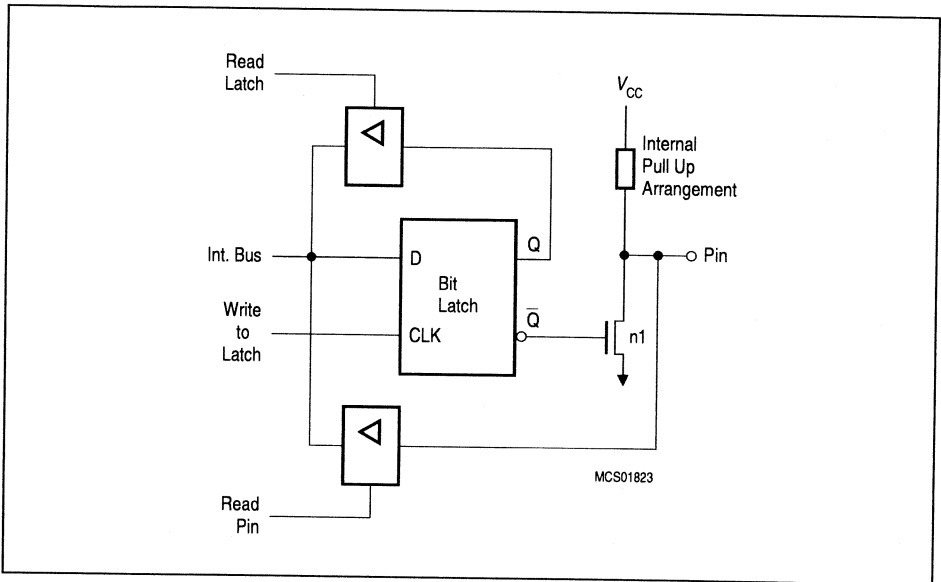 Read
Latch
V_CC
Internal
Pull Up
Arrangement
Int. Bus
D
Q
Pin
Bit
Latch
Write
to
Latch
CLK
Q̅
n1
MCS01823
Read
Pin